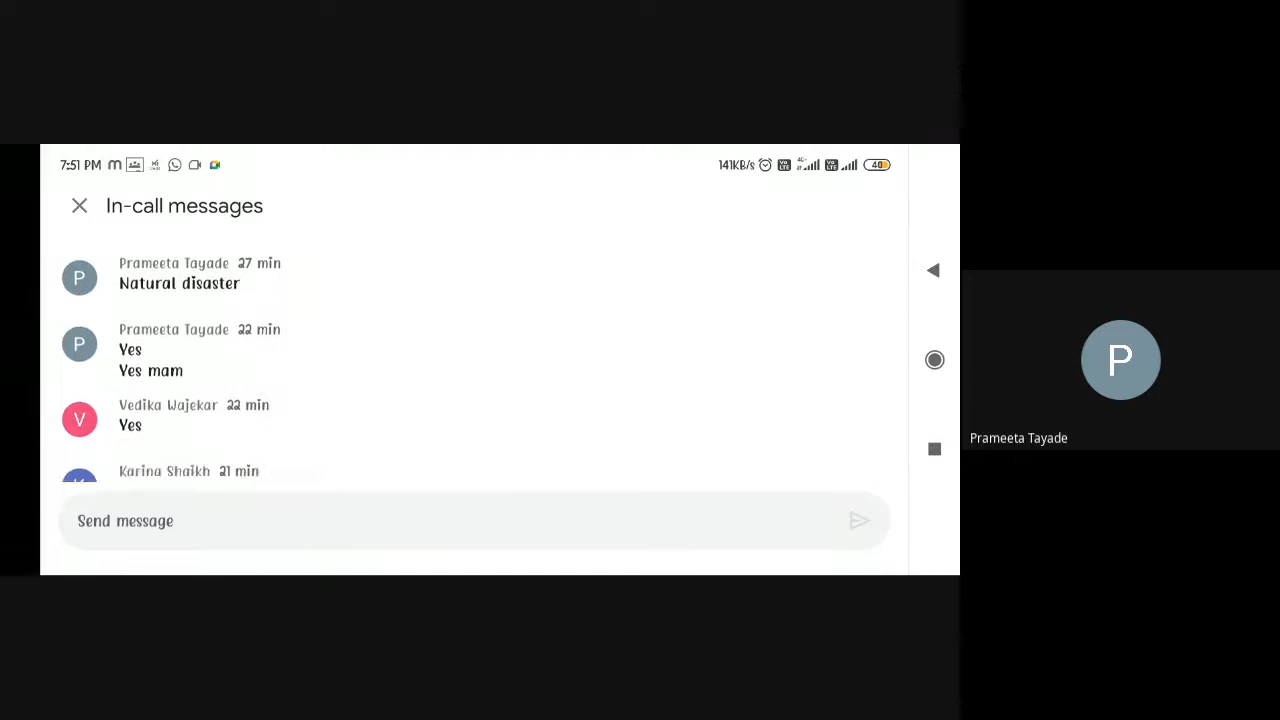 7:51 PM
141KB/s
40
In-call messages
P
Prameeta Tayade 27 min
Natural disaster
P
Prameeta Tayade 22 min
Yes
Yes mam
V
Vedika Wajekar 22 min
Yes
Karina Shaikh 21 min
Send message
P
Prameeta Tayade